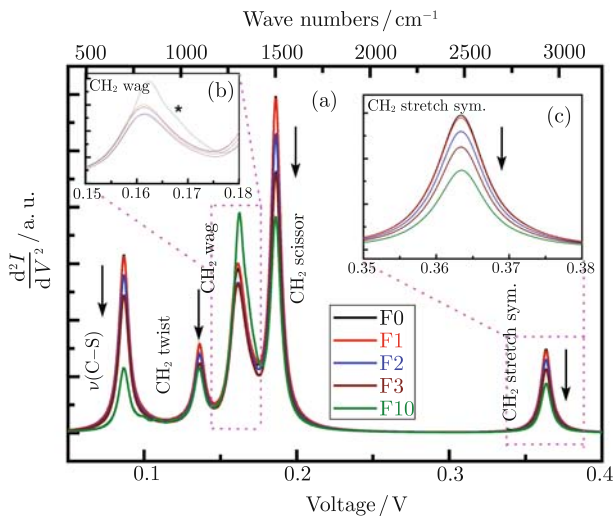 Wave numbers/cm⁻¹
500 1000 1500 2000 2500 3000
(a)
CH₂ wag
(b)
*
0.15 0.16 0.17 0.18
CH₂ stretch sym.
(c)
0.35 0.36 0.37 0.38
d²I/dV² / a. u.
ν(C–S)
CH₂ twist
CH₂ wag
CH₂ scissor
CH₂ stretch sym.
F0
F1
F2
F3
F10
0.1 0.2 0.3 0.4
Voltage/V